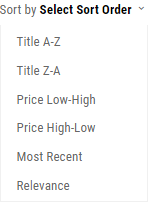 Sort by Select Sort Order
Title A-Z
Title Z-A
Price Low-High
Price High-Low
Most Recent
Relevance